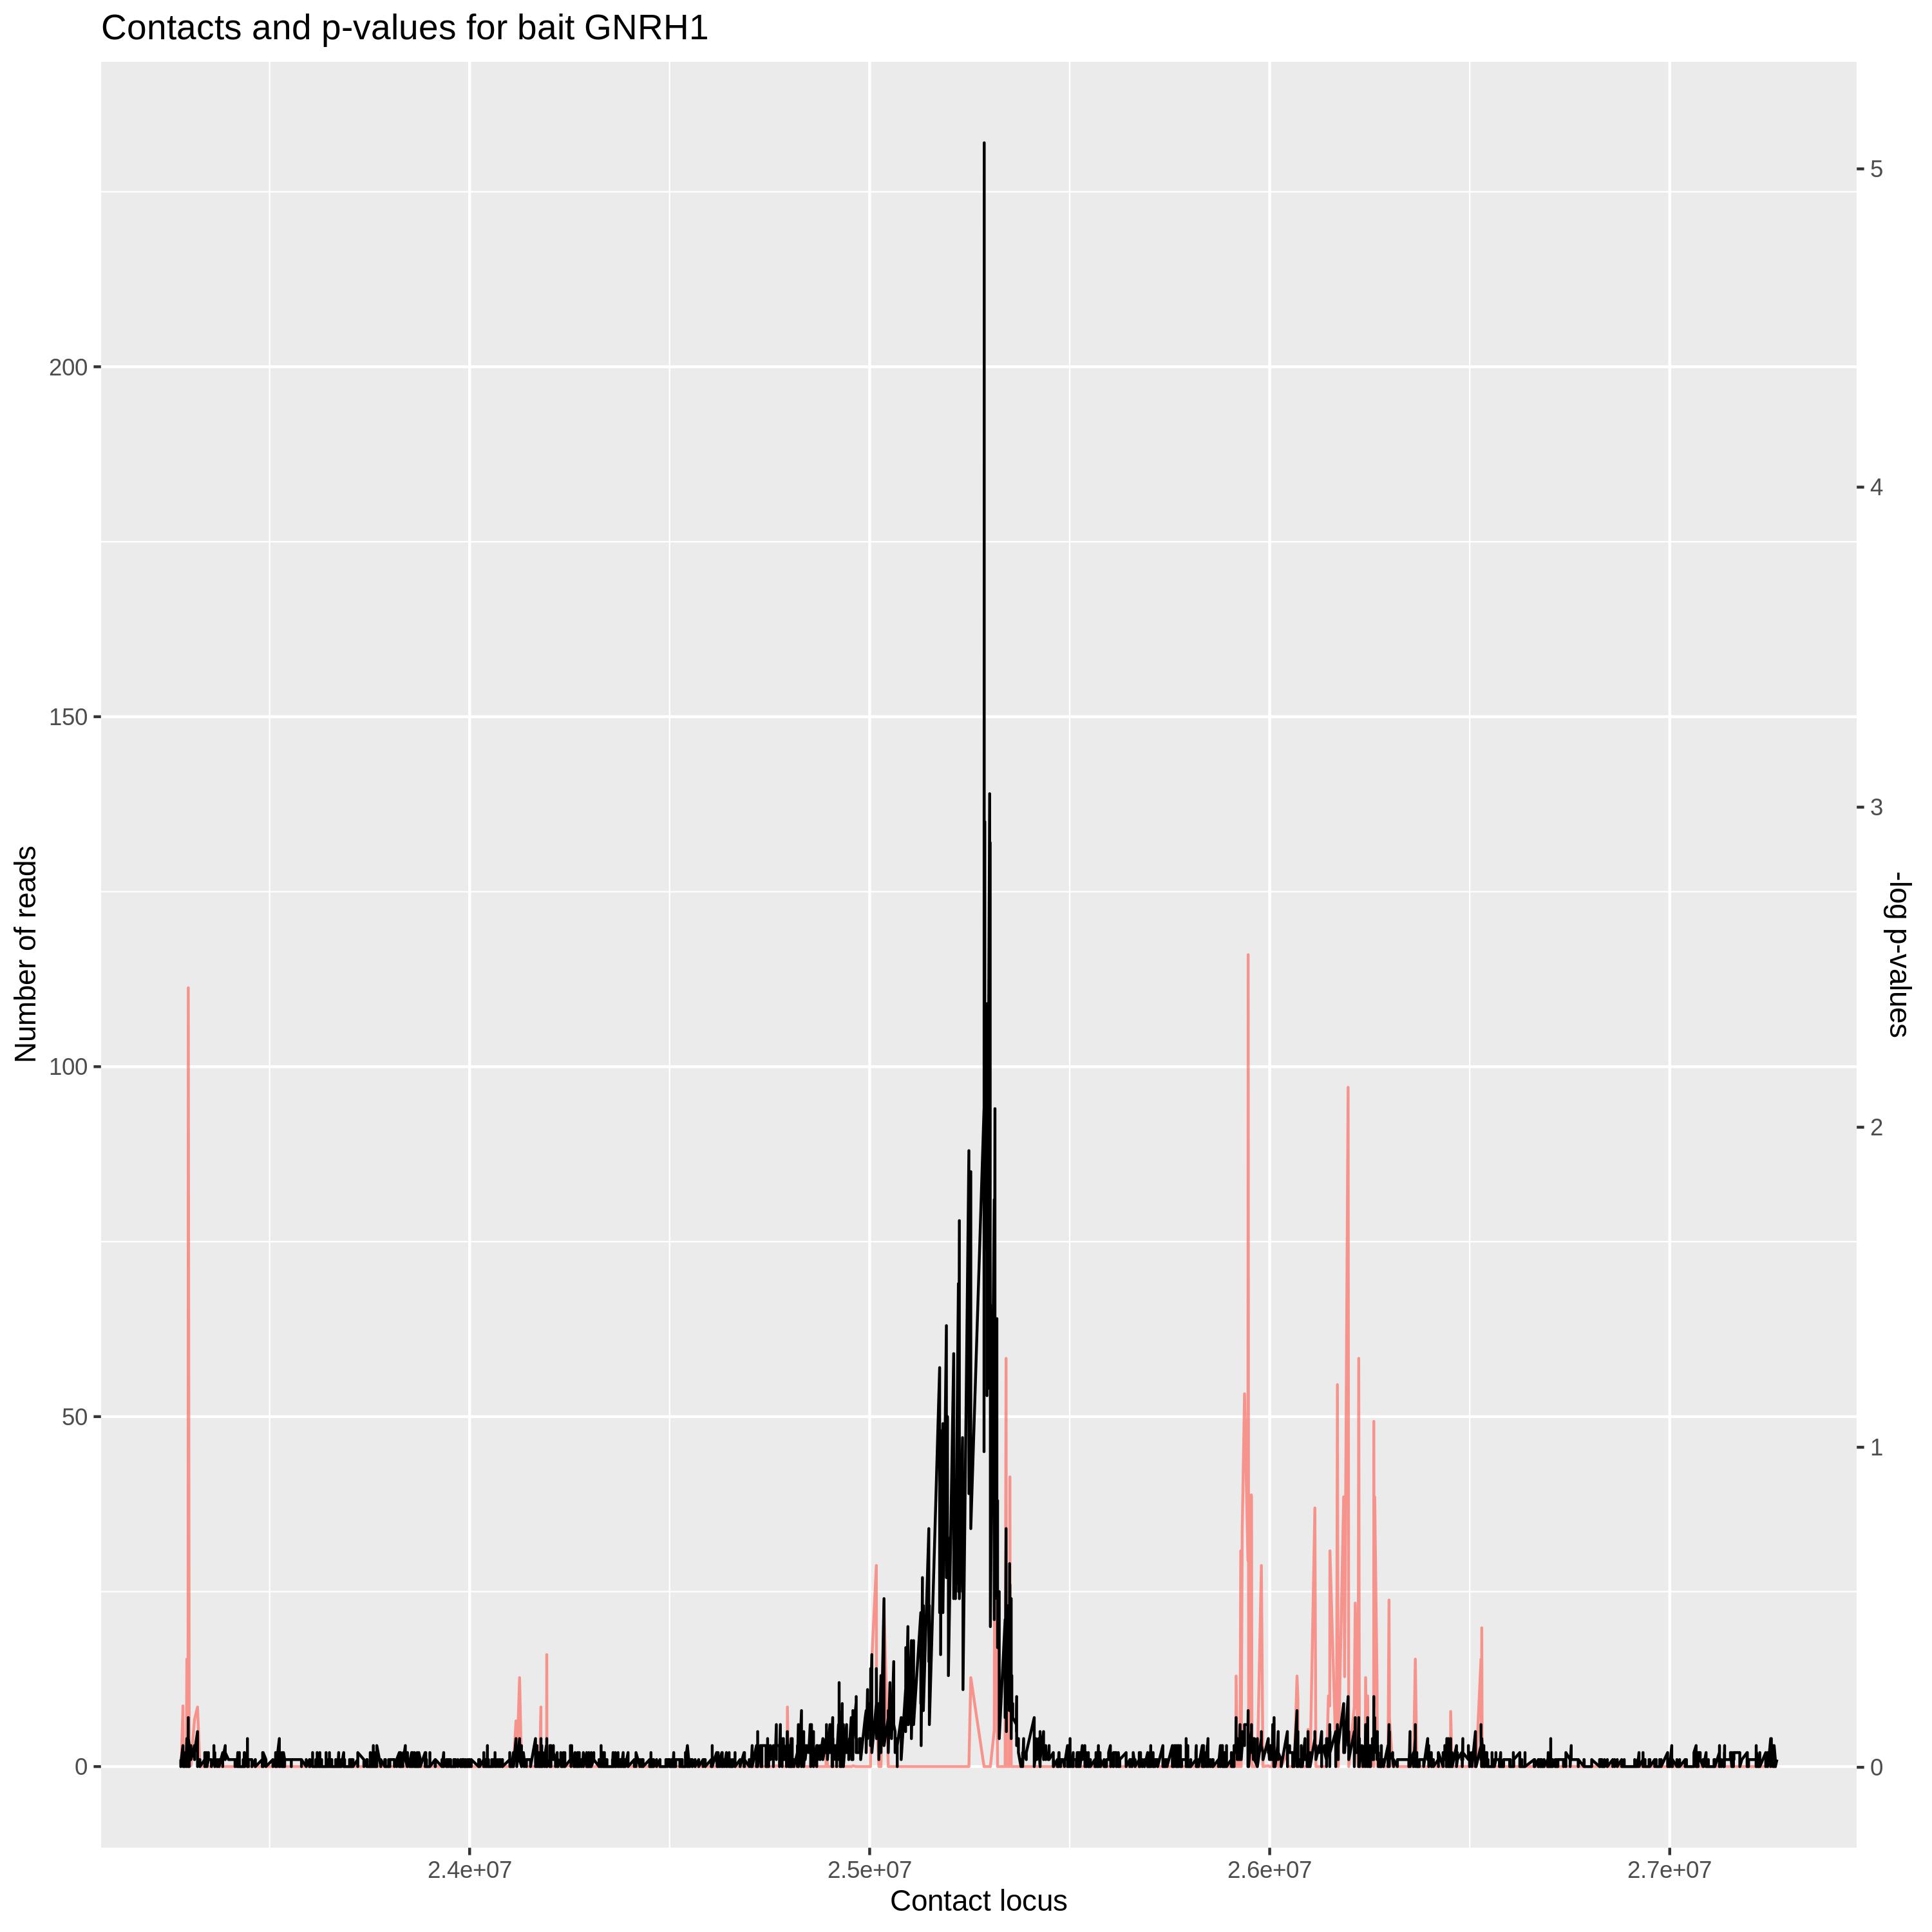 Contacts and p-values for bait GNRH1
Number of reads
200
150
100
50
0
5
4
3
2
1
0
-log p-values
2.4e+07 2.5e+07 2.6e+07 2.7e+07
Contact locus